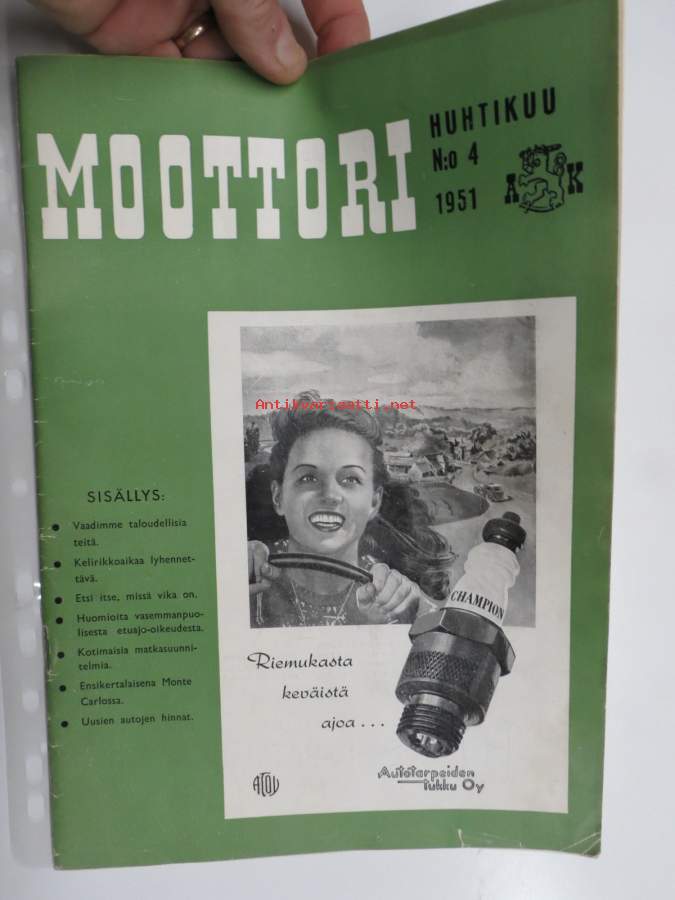 MOOTTORI
HUHTIKUU
N:o 4
1951
A K
Antikvariaatti.net
SISÄLLYS:
Vaadimme taloudellisia
teitä.
Kelirikkoaikaa lyhennet-
tävä.
Etsi itse, missä vika on.
Huomioita vasemmanpuo-
lisesta etuajo-oikeudesta.
Kotimaisia matkasuunni-
telmia.
Ensikertalaisena Monte
Carlossa.
Uusien autojen hinnat.
CHAMPION
Riemukasta
keväistä
ajoa...
ATOY
Autotarpeiden
Tukku Oy